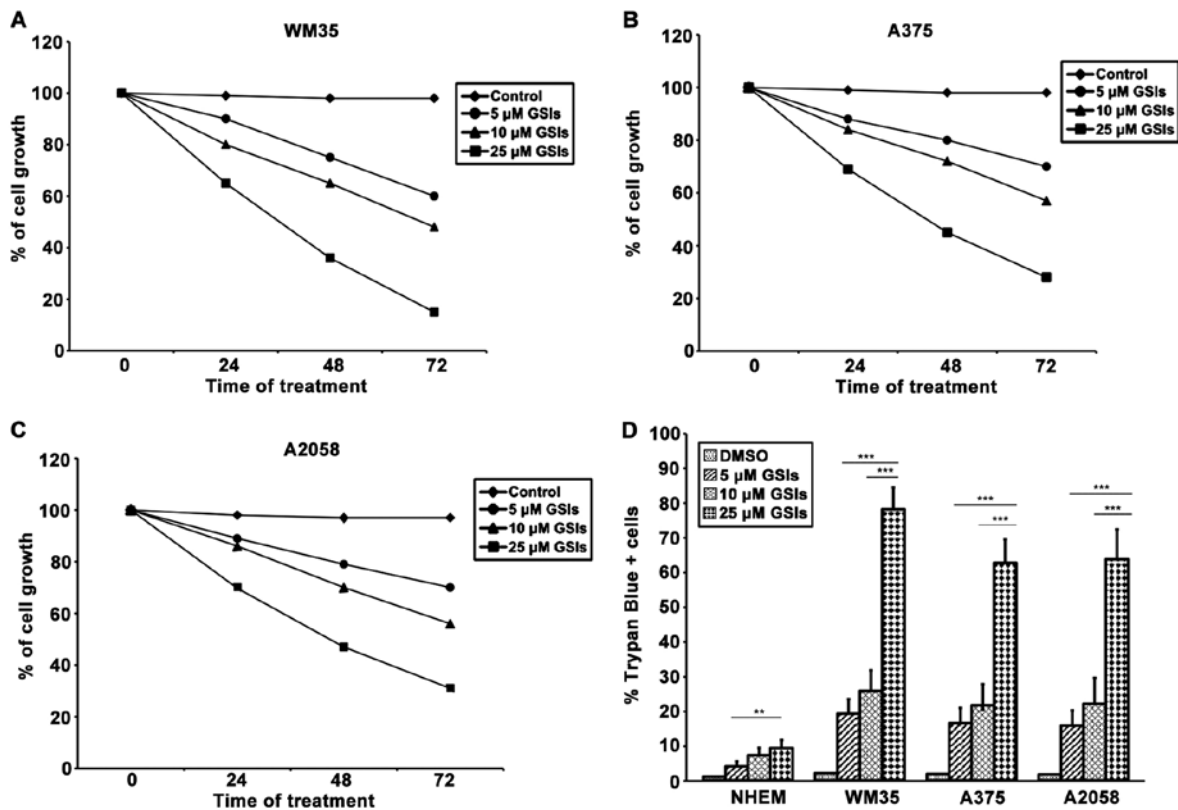 A
WM35
120
100
80
60
40
20
0
% of cell growth
0 24 48 72
Time of treatment
Control
5 µM GSIs
10 µM GSIs
25 µM GSIs
B
A375
120
100
80
60
40
20
0
% of cell growth
0 24 48 72
Time of treatment
Control
5 µM GSIs
10 µM GSIs
25 µM GSIs
C
A2058
120
100
80
60
40
20
0
% of cell growth
0 24 48 72
Time of treatment
Control
5 µM GSIs
10 µM GSIs
25 µM GSIs
D
100
90
80
70
60
50
40
30
20
10
0
% Trypan Blue + cells
DMSO
5 µM GSIs
10 µM GSIs
25 µM GSIs
**
***
***
***
***
***
***
NHEM WM35 A375 A2058